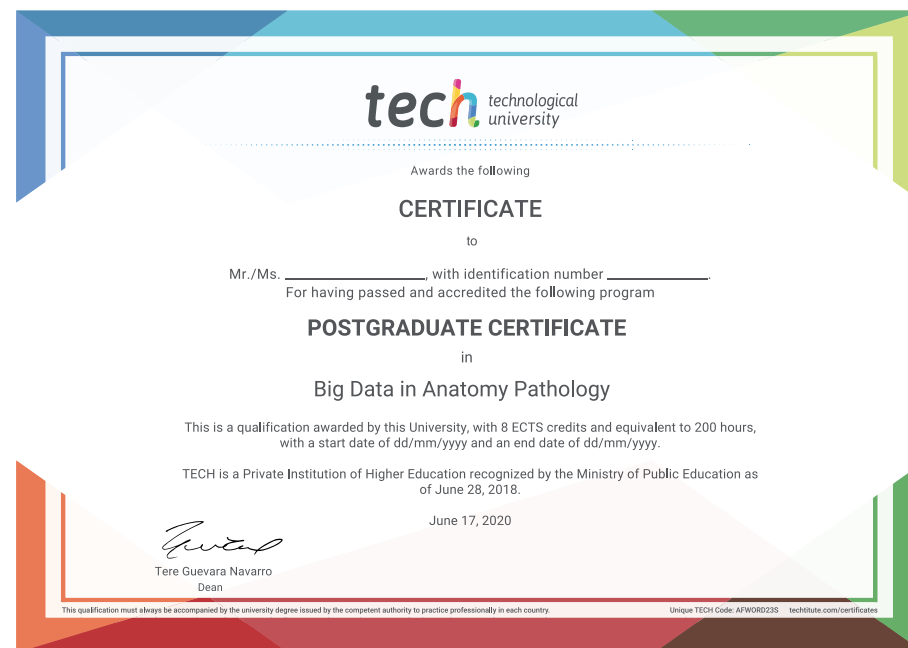 tech technological
university
Awards the following
CERTIFICATE
to
Mr./Ms. ____________________, with identification number ______________.
For having passed and accredited the following program
POSTGRADUATE CERTIFICATE
in
Big Data in Anatomy Pathology
This is a qualification awarded by this University, with 8 ECTS credits and equivalent to 200 hours,
with a start date of dd/mm/yyyy and an end date of dd/mm/yyyy.
TECH is a Private Institution of Higher Education recognized by the Ministry of Public Education as
of June 28, 2018.
June 17, 2020
Tere Guevara Navarro
Dean
This qualification must always be accompanied by the university degree issued by the competent authority to practice professionally in each country.
Unique TECH Code: AFWORD23S techtitute.com/certificates